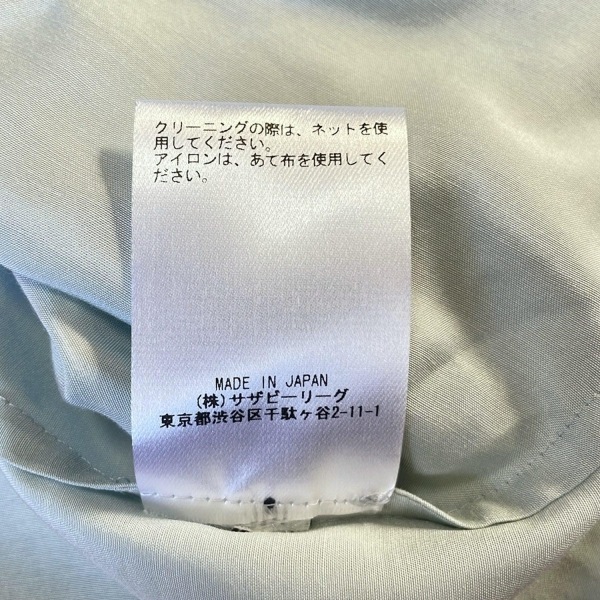 クリーニングの際は、ネットを使
用してください。
アイロンは、あて布を使用してく
ださい。
MADE IN JAPAN
(株)サザビーリーグ
東京都渋谷区千駄ヶ谷2-11-1